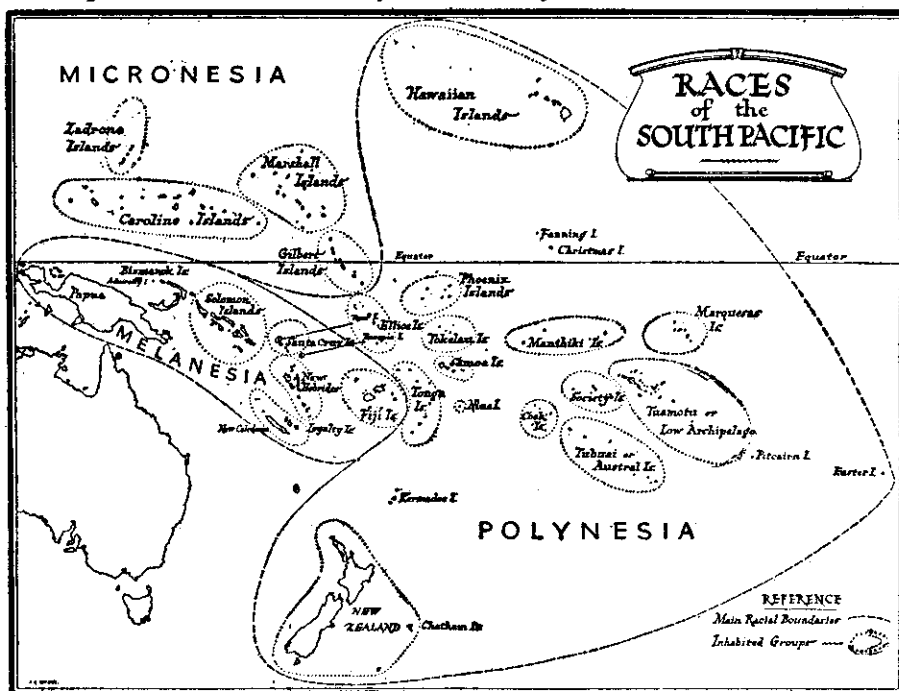 MICRONESIA
RACES
of the
SOUTH PACIFIC
Hawaiian
Islands
Ladrone
Islands
Marshall
Islands
Caroline Islands
Fanning I.
Christmas I.
Gilbert
Islands
Equator
Equator
Bismarck Is.
Papua
Solomon
Islands
Phoenix
Islands
Marquesas
Is.
Ellice Is.
Santa Cruz Is.
Tokelau Is.
Manihiki Is.
MELANESIA
Samoa Is.
New
Hebrides
Fiji Is.
Tonga
Is.
Niue I.
Cook
Is.
Society Is.
Tuamotu or
Low Archipelago
New Caledonia
Loyalty Is.
Tubuai or
Austral Is.
Pitcairn I.
Easter I.
Kermadec I.
POLYNESIA
NEW
ZEALAND
Chatham Is.
REFERENCE
Main Racial Boundaries
Inhabited Groups